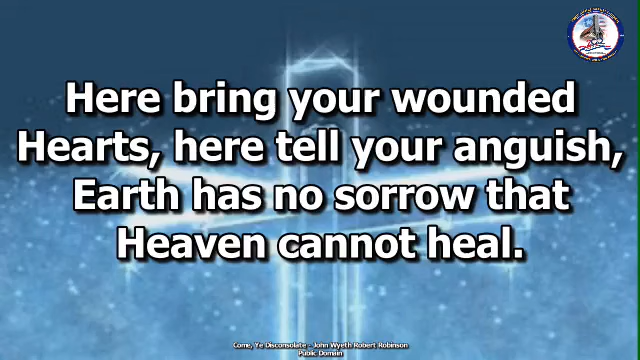 Here bring your wounded
Hearts, here tell your anguish,
Earth has no sorrow that
Heaven cannot heal.
Come, Ye Disconsolate - John Wyeth Robert Robinson
Public Domain